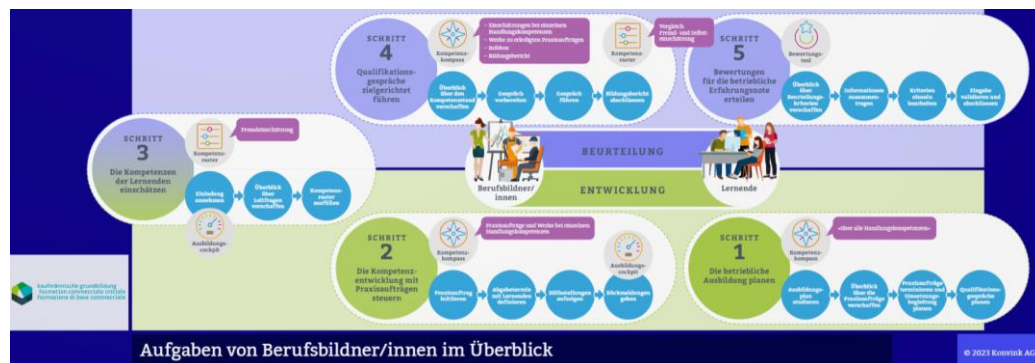 SCHRITT
4
Qualifikations-
gespräche
zielgerichtet
führen
Kompetenz-
kompass
– Einschätzungen bei einzelnen
Handlungskompetenzen
– Werke zu erledigten Praxisaufträgen
– Infobox
– Bildungsbericht
Kompetenz-
raster
Vergleich
Fremd- und Selbst-
einschätzung
Überblick
über den
Kompetenzstand
verschaffen
Gespräch
vorbereiten
Gespräch
führen
Bildungsbericht
abschliessen
SCHRITT
5
Bewertungen
für die betriebliche
Erfahrungsnote
erteilen
Bewertungs-
tool
Überblick
über
Beurteilungs-
kriterien
verschaffen
Informationen
zusammen-
tragen
Kriterien
einzeln
bearbeiten
Eingabe
validieren und
abschliessen
SCHRITT
3
Die Kompetenzen
der Lernenden
einschätzen
Kompetenz-
raster
Fremdeinschätzung
Einladung
annehmen
Überblick
über
Leitfragen
verschaffen
Kompetenz-
raster
ausfüllen
Ausbildungs-
cockpit
BEURTEILUNG
ENTWICKLUNG
Berufsbildner/
innen
Lernende
SCHRITT
2
Die Kompetenz-
entwicklung mit
Praxisaufträgen
steuern
Kompetenz-
kompass
Praxisaufträge und Werke bei einzelnen
Handlungskompetenzen
Ausbildungs-
cockpit
Praxisauftrag
initiieren
Abgabetermin
mit Lernenden
definieren
Hilfestellungen
aufzeigen
Rückmeldungen
geben
SCHRITT
1
Die betriebliche
Ausbildung planen
Kompetenz-
kompass
«über alle Handlungskompetenzen»
Ausbildungs-
plan
studieren
Überblick
über die
Praxisaufträge
verschaffen
Praxisaufträge
terminieren und
Umsetzungs-
begleitung
planen
Qualifikations-
gespräche
planen
kaufmännische grundbildung
formation commerciale initiale
formazione di base commerciale
Aufgaben von Berufsbildner/innen im Überblick
© 2023 Konvink AG